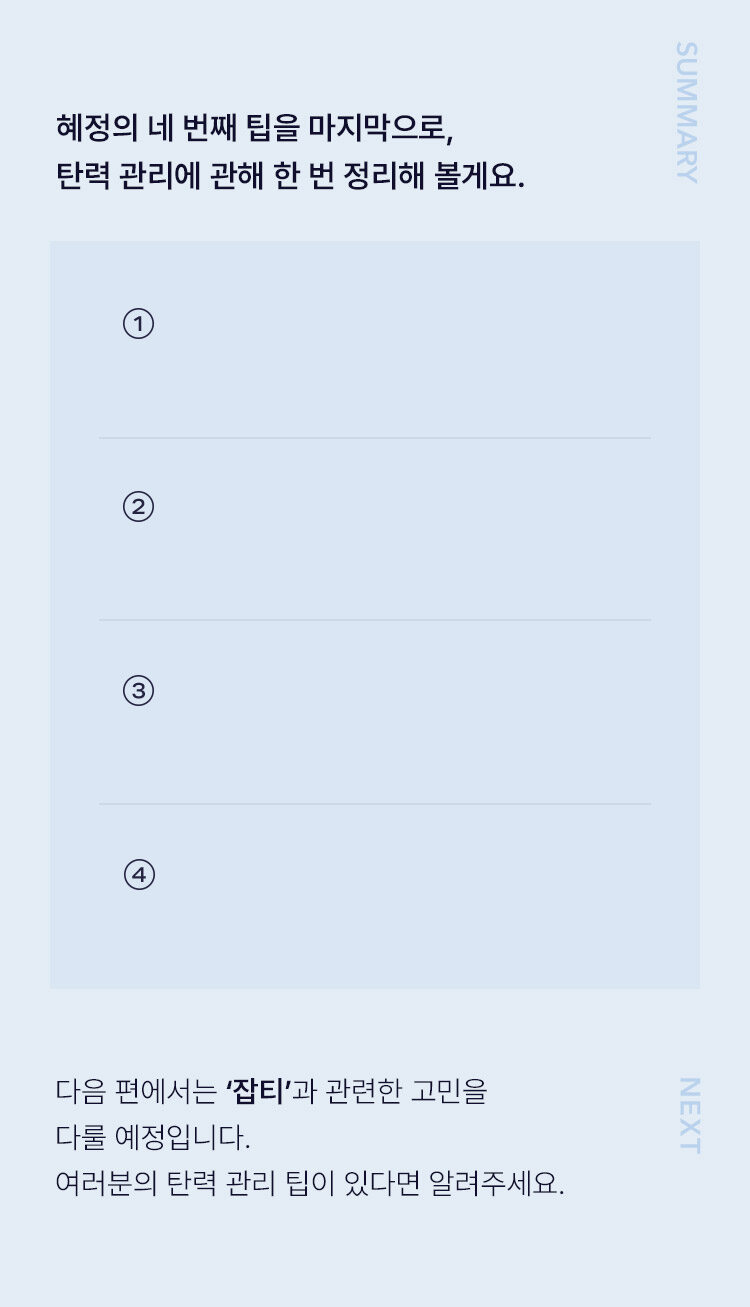 SUMMARY
혜정의 네 번째 팁을 마지막으로,
탄력 관리에 관해 한 번 정리해 볼게요.
①
②
③
④
다음 편에서는 ‘잡티’과 관련한 고민을
다룰 예정입니다.
여러분의 탄력 관리 팁이 있다면 알려주세요.
NEXT